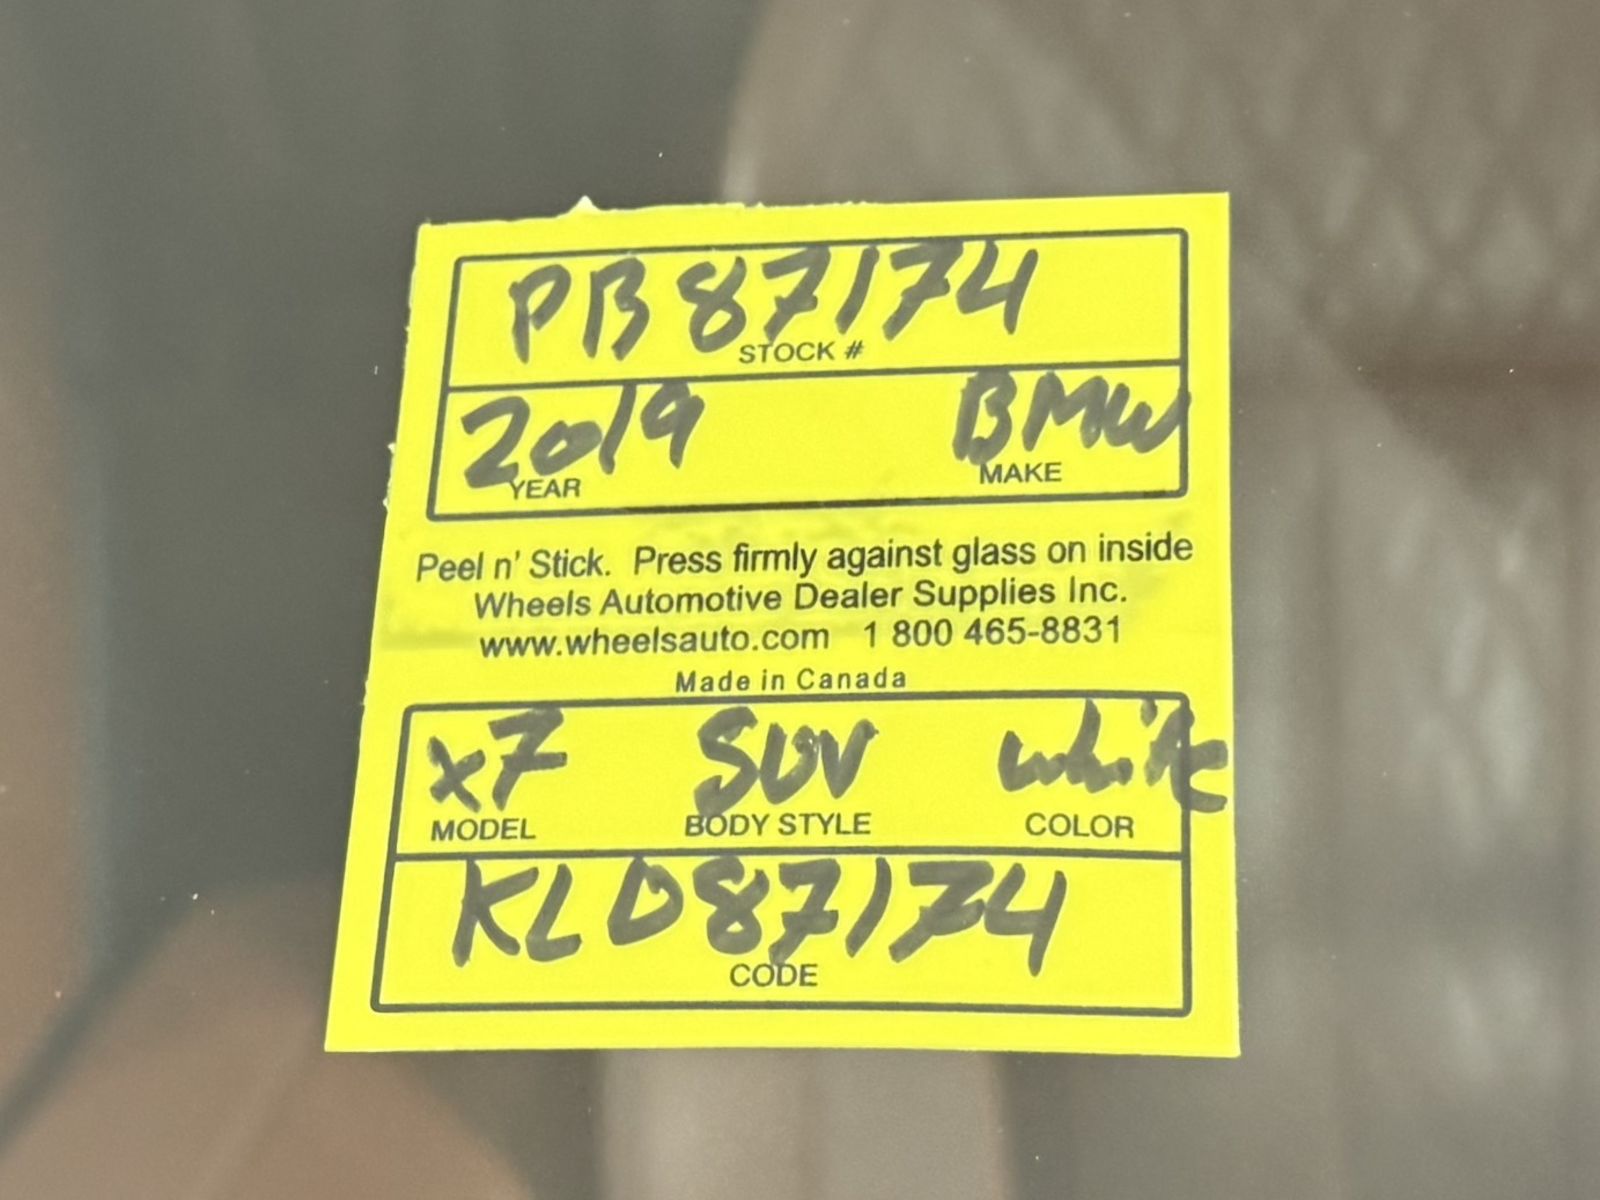 PB87174
STOCK #
2019 BMW
YEAR MAKE
Peel n' Stick. Press firmly against glass on inside
Wheels Automotive Dealer Supplies Inc.
www.wheelsauto.com 1 800 465-8831
Made in Canada
x7 SUV white
MODEL BODY STYLE COLOR
KLD87174
CODE